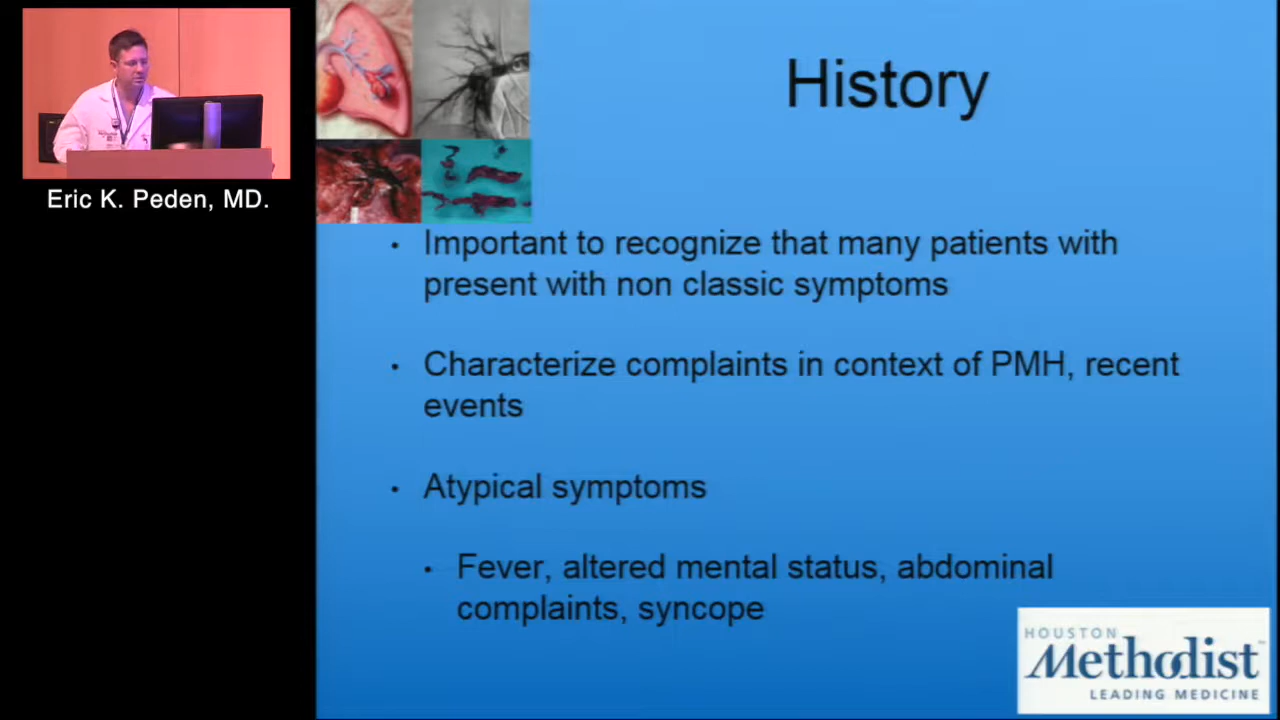 History
Eric K. Peden, MD.
• Important to recognize that many patients with
present with non classic symptoms
• Characterize complaints in context of PMH, recent
events
• Atypical symptoms
• Fever, altered mental status, abdominal
complaints, syncope
HOUSTON
Methodist
LEADING MEDICINE